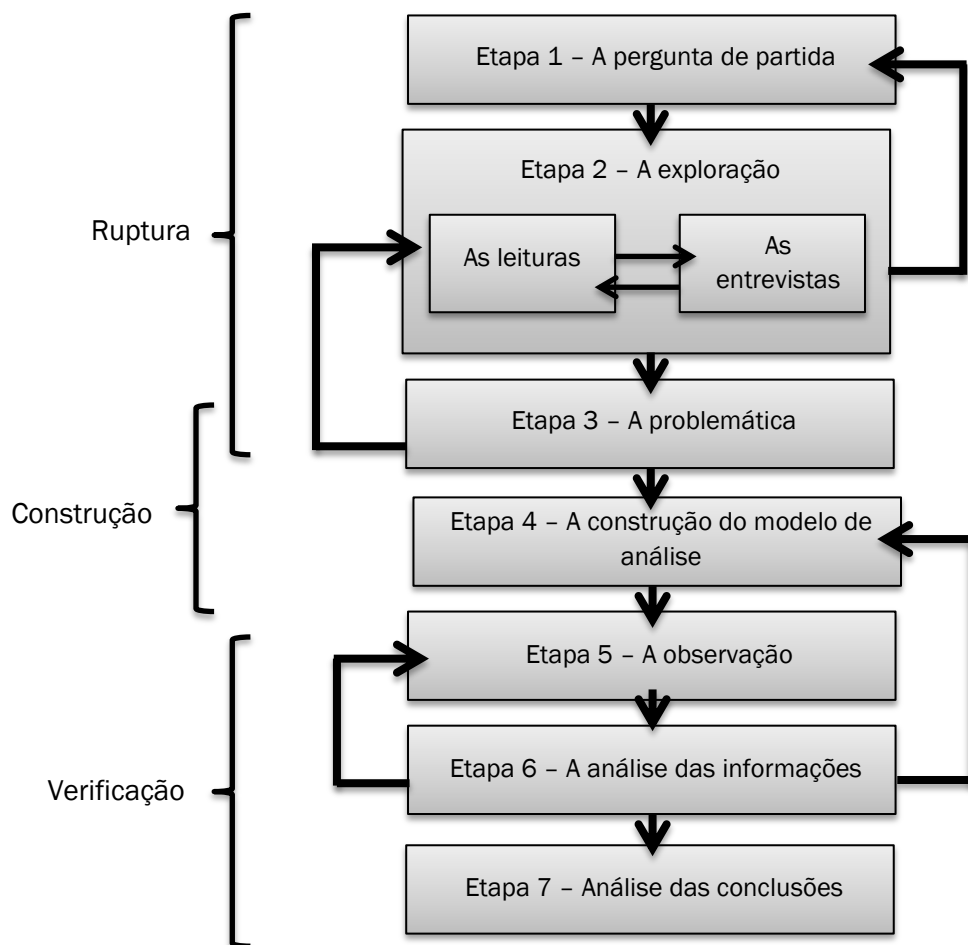 Etapa 1 – A pergunta de partida
Etapa 2 – A exploração
Ruptura
As leituras
As
entrevistas
Etapa 3 – A problemática
Construção
Etapa 4 – A construção do modelo de
análise
Etapa 5 – A observação
Etapa 6 – A análise das informações
Verificação
Etapa 7 – Análise das conclusões